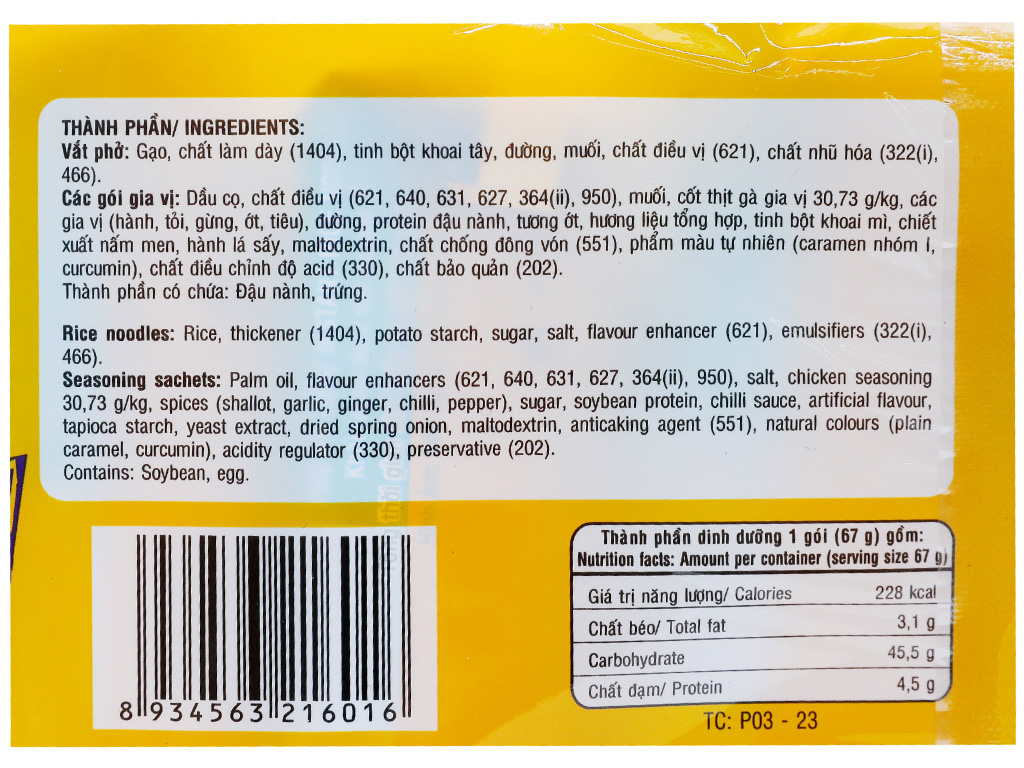 THÀNH PHẦN/ INGREDIENTS:
Vắt phở: Gạo, chất làm dày (1404), tinh bột khoai tây, đường, muối, chất điều vị (621), chất nhũ hóa (322(i),
466).
Các gói gia vị: Dầu cọ, chất điều vị (621, 640, 631, 627, 364(ii), 950), muối, cốt thịt gà gia vị 30,73 g/kg, các
gia vị (hành, tỏi, gừng, ớt, tiêu), đường, protein đậu nành, tương ớt, hương liệu tổng hợp, tinh bột khoai mì, chiết
xuất nấm men, hành lá sấy, maltodextrin, chất chống đông vón (551), phẩm màu tự nhiên (caramen nhóm I,
curcumin), chất điều chỉnh độ acid (330), chất bảo quản (202).
Thành phần có chứa: Đậu nành, trứng.
Rice noodles: Rice, thickener (1404), potato starch, sugar, salt, flavour enhancer (621), emulsifiers (322(i),
466).
Seasoning sachets: Palm oil, flavour enhancers (621, 640, 631, 627, 364(ii), 950), salt, chicken seasoning
30,73 g/kg, spices (shallot, garlic, ginger, chilli, pepper), sugar, soybean protein, chilli sauce, artificial flavour,
tapioca starch, yeast extract, dried spring onion, maltodextrin, anticaking agent (551), natural colours (plain
caramel, curcumin), acidity regulator (330), preservative (202).
Contains: Soybean, egg.
8 934563 216016
Thành phần dinh dưỡng 1 gói (67 g) gồm:
Nutrition facts: Amount per container (serving size 67 g)
Giá trị năng lượng/ Calories 228 kcal
Chất béo/ Total fat 3,1 g
Carbohydrate 45,5 g
Chất đạm/ Protein 4,5 g
TC: P03 - 23